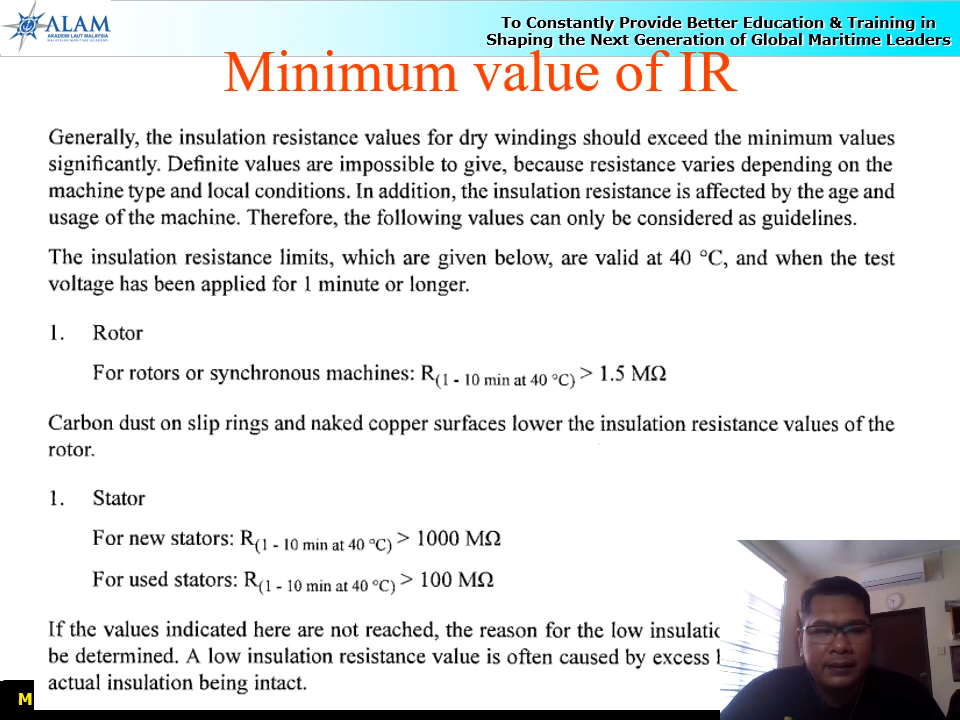 ALAM
AKADEMI LAUT MALAYSIA
MALAYSIAN MARITIME ACADEMY
To Constantly Provide Better Education & Training in
Shaping the Next Generation of Global Maritime Leaders
Minimum value of IR
Generally, the insulation resistance values for dry windings should exceed the minimum values
significantly. Definite values are impossible to give, because resistance varies depending on the
machine type and local conditions. In addition, the insulation resistance is affected by the age and
usage of the machine. Therefore, the following values can only be considered as guidelines.
The insulation resistance limits, which are given below, are valid at 40 °C, and when the test
voltage has been applied for 1 minute or longer.
1. Rotor
For rotors or synchronous machines: R(1 - 10 min at 40 °C) > 1.5 MΩ
Carbon dust on slip rings and naked copper surfaces lower the insulation resistance values of the
rotor.
1. Stator
For new stators: R(1 - 10 min at 40 °C) > 1000 MΩ
For used stators: R(1 - 10 min at 40 °C) > 100 MΩ
If the values indicated here are not reached, the reason for the low
be determined. A low insulation resistance value is often caused by excess
actual insulation being intact.
M